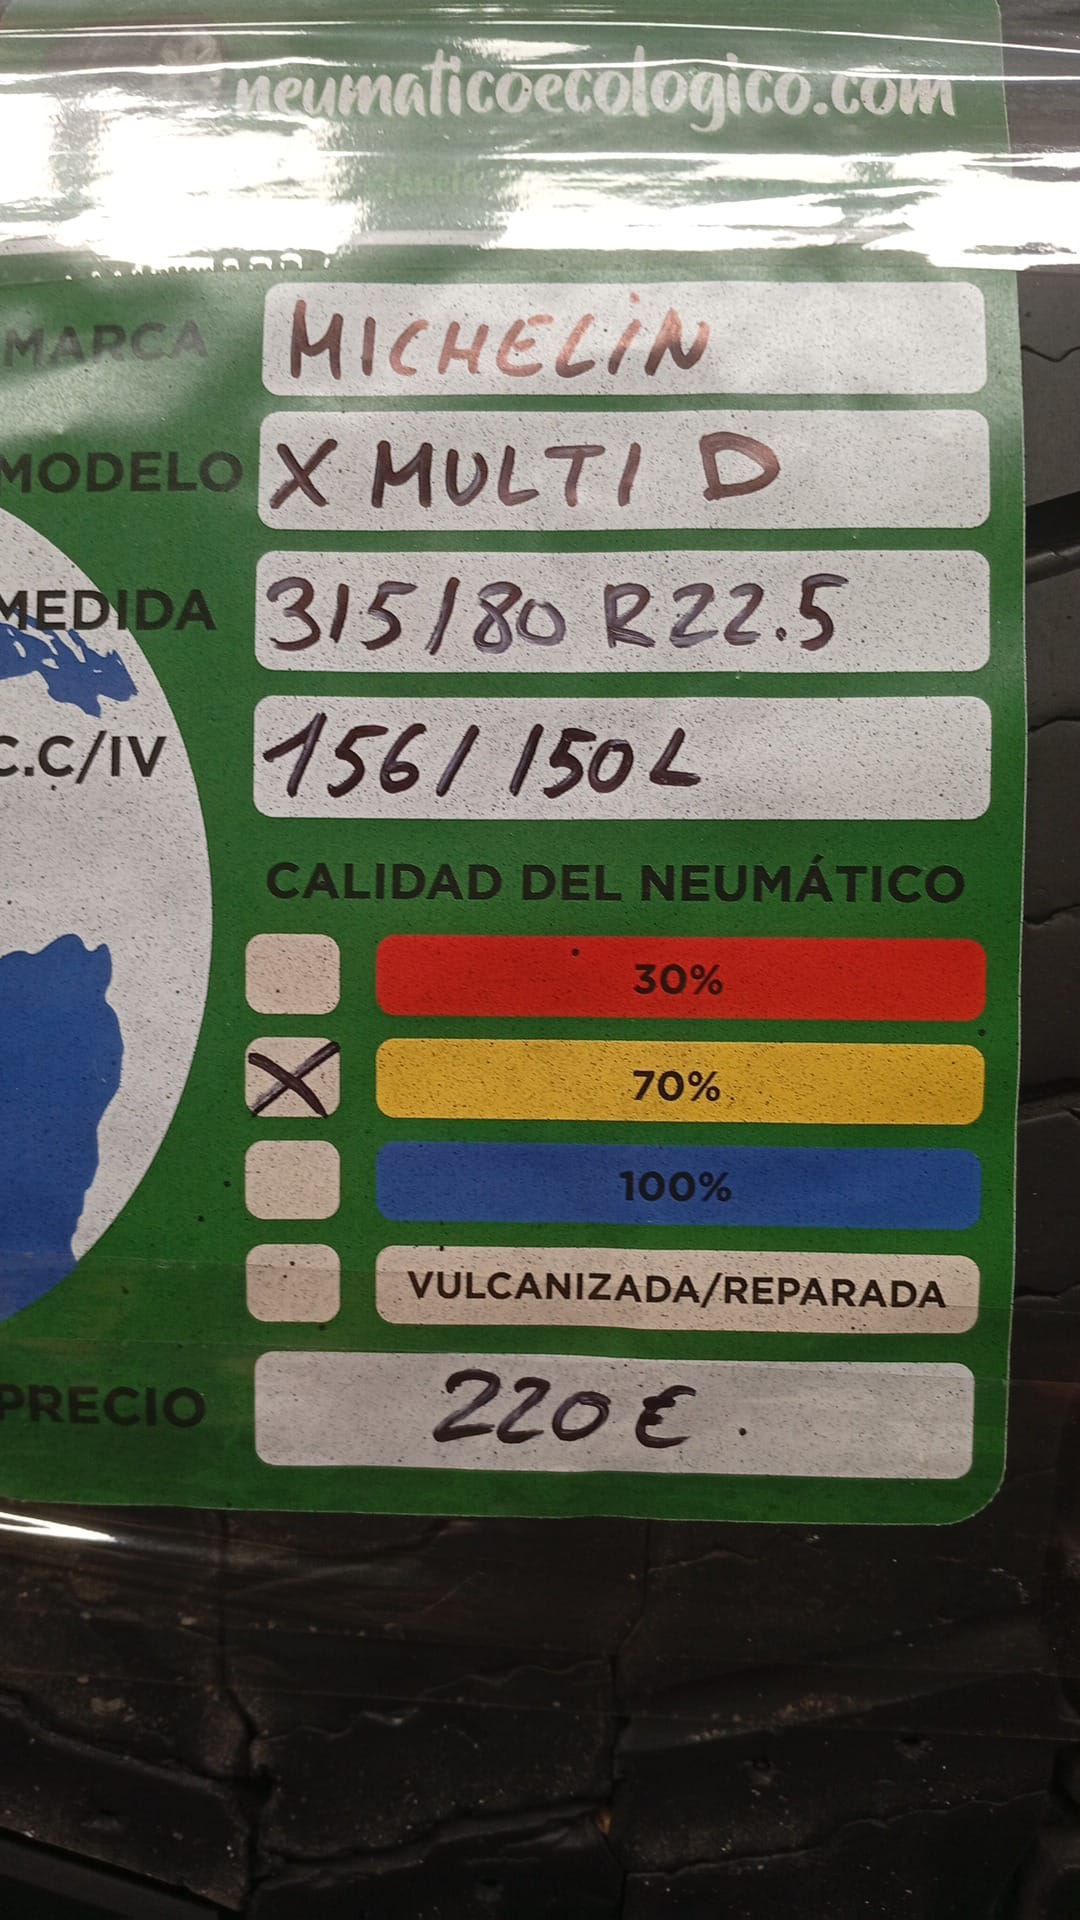 neumaticoecologico.com
MARCA MICHELIN
MODELO X MULTI D
MEDIDA 315/80 R22.5
C.C/IV 156/150L
CALIDAD DEL NEUMÁTICO
30%
X 70%
100%
VULCANIZADA/REPARADA
PRECIO 220€.